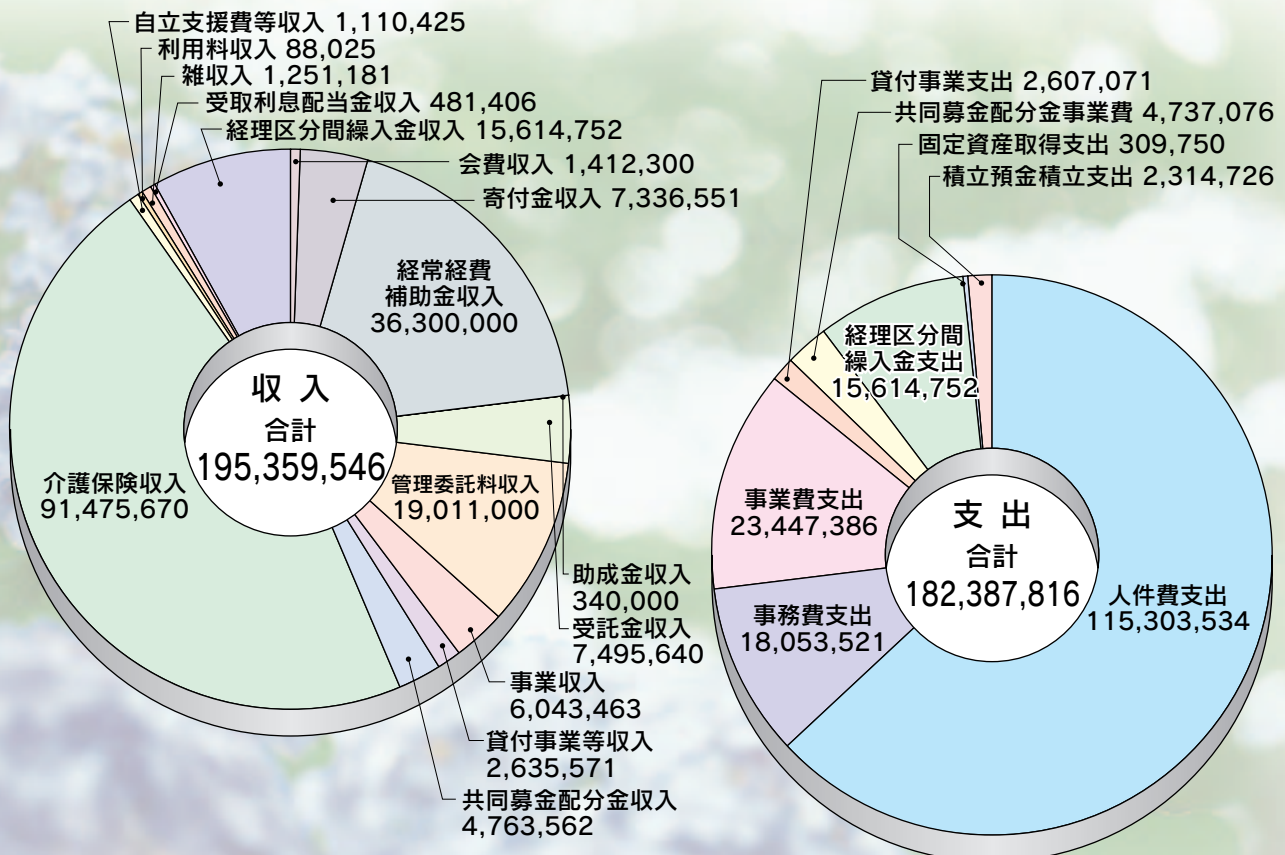 自立支援費等収入 1,110,425
利用料収入 88,025
雑収入 1,251,181
受取利息配当金収入 481,406
経理区分間繰入金収入 15,614,752
会費収入 1,412,300
寄付金収入 7,336,551
経常経費
補助金収入
36,300,000
収 入
合計
195,359,546
介護保険収入
91,475,670
管理委託料収入
19,011,000
助成金収入
340,000
受託金収入
7,495,640
事業収入
6,043,463
貸付事業等収入
2,635,571
共同募金配分金収入
4,763,562
貸付事業支出 2,607,071
共同募金配分金事業費 4,737,076
固定資産取得支出 309,750
積立預金積立支出 2,314,726
経理区分間
繰入金支出
15,614,752
事業費支出
23,447,386
支 出
合計
182,387,816
事務費支出
18,053,521
人件費支出
115,303,534